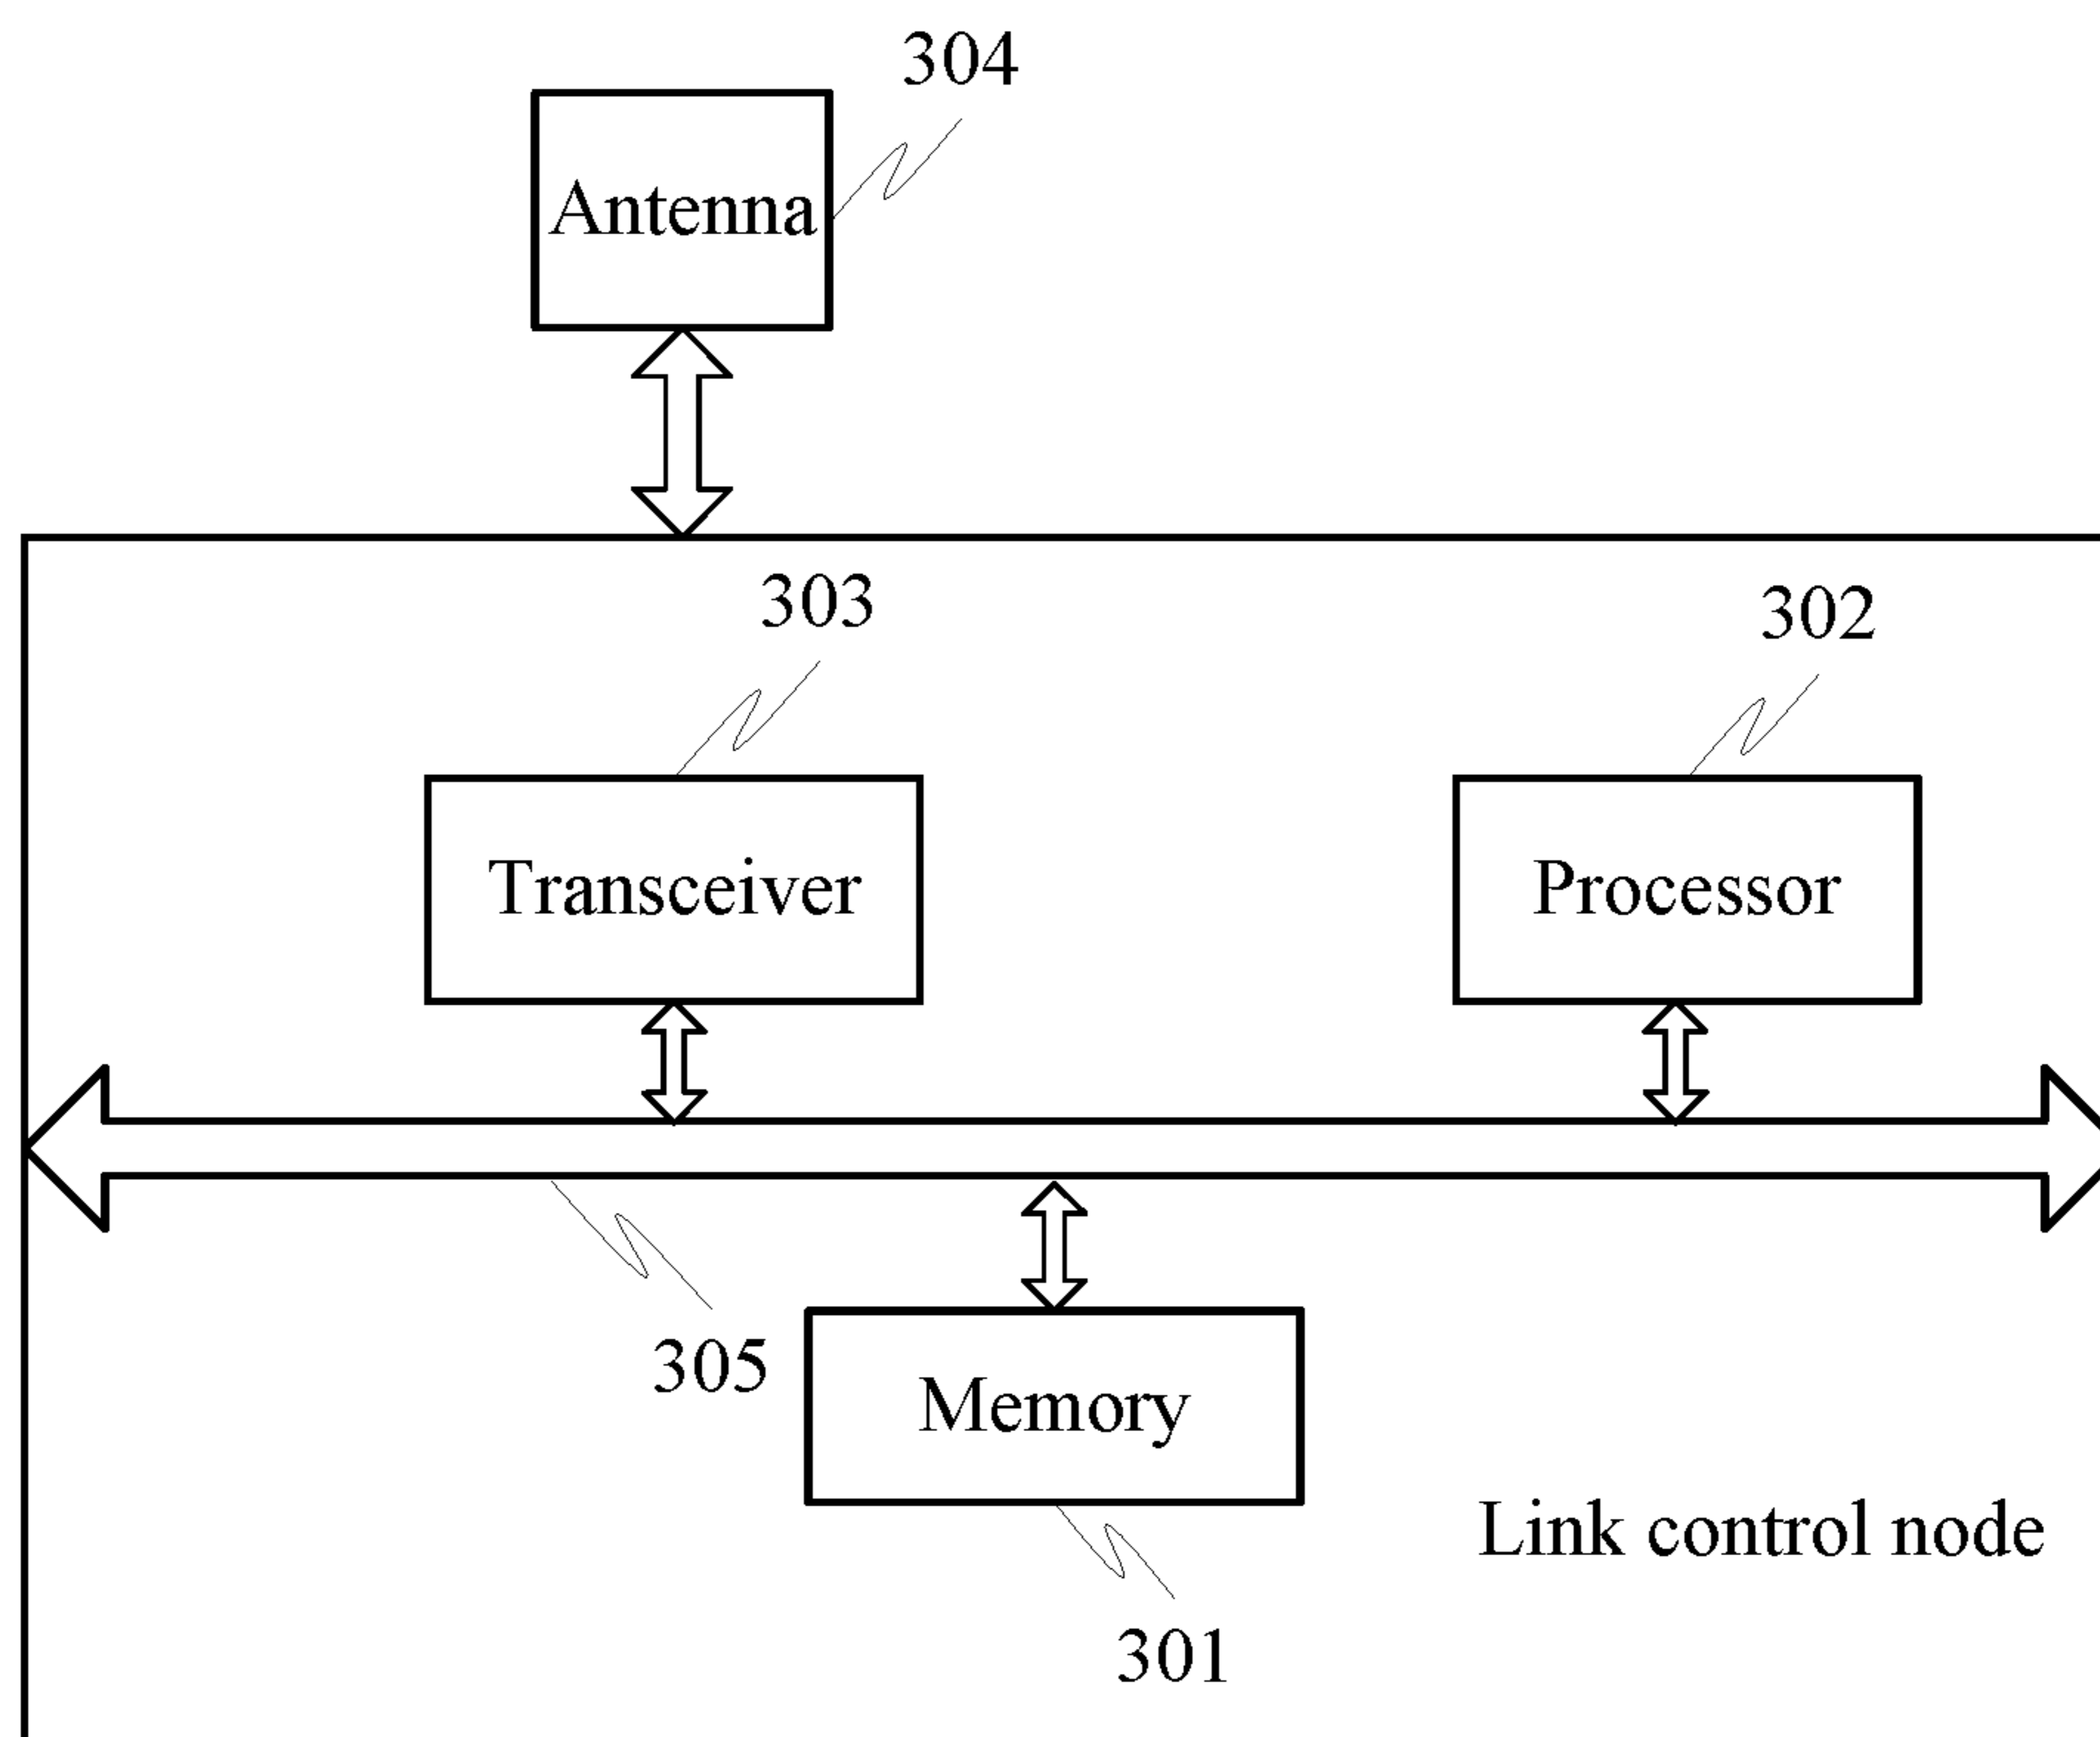 304
Antenna
303
302
Transceiver
Processor
305
Memory
Link control node
301